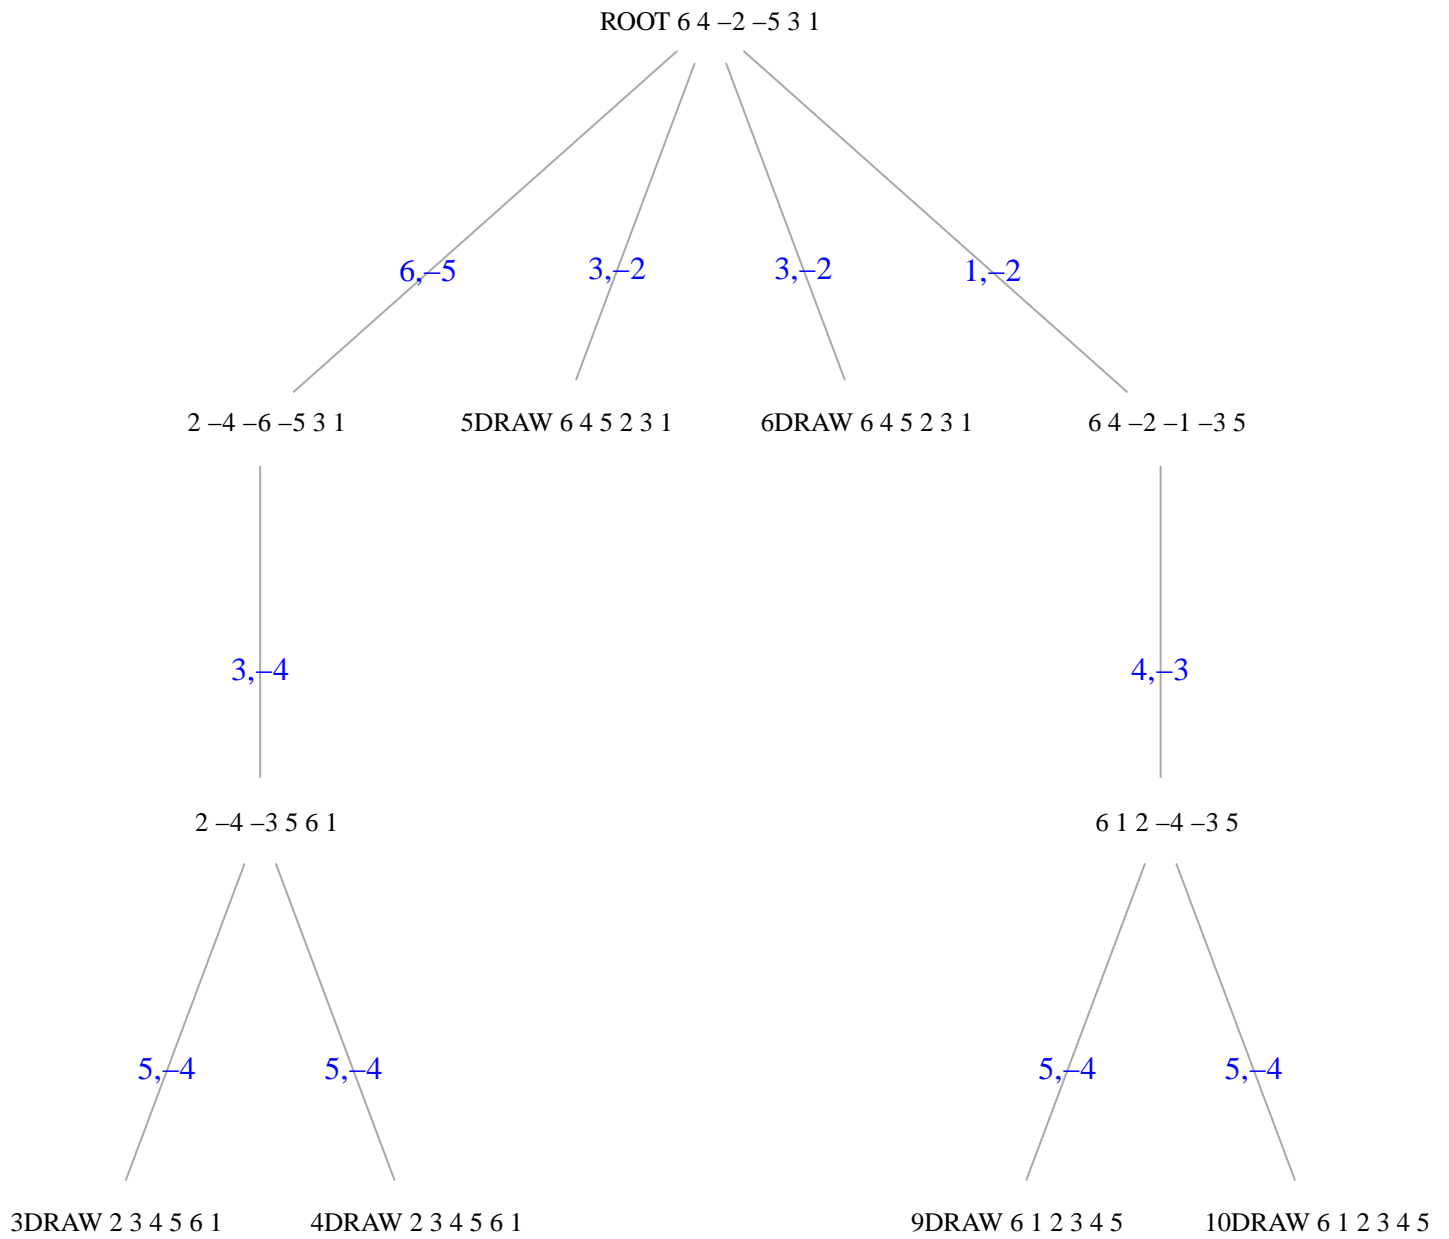 ROOT 6 4 –2 –5 3 1
6,–5
3,–2
3,–2
1,–2
2 –4 –6 –5 3 1
5DRAW 6 4 5 2 3 1
6DRAW 6 4 5 2 3 1
6 4 –2 –1 –3 5
3,–4
4,–3
2 –4 –3 5 6 1
6 1 2 –4 –3 5
5,–4
5,–4
5,–4
5,–4
3DRAW 2 3 4 5 6 1
4DRAW 2 3 4 5 6 1
9DRAW 6 1 2 3 4 5
10DRAW 6 1 2 3 4 5